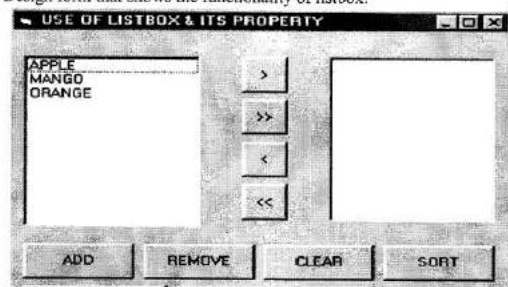 Design form that shows the functionality of listbox.
USE OF LISTBOX & ITS PROPERTY
APPLE
MANGO
ORANGE
>
>>
<
<<
ADD
REMOVE
CLEAR
SORT